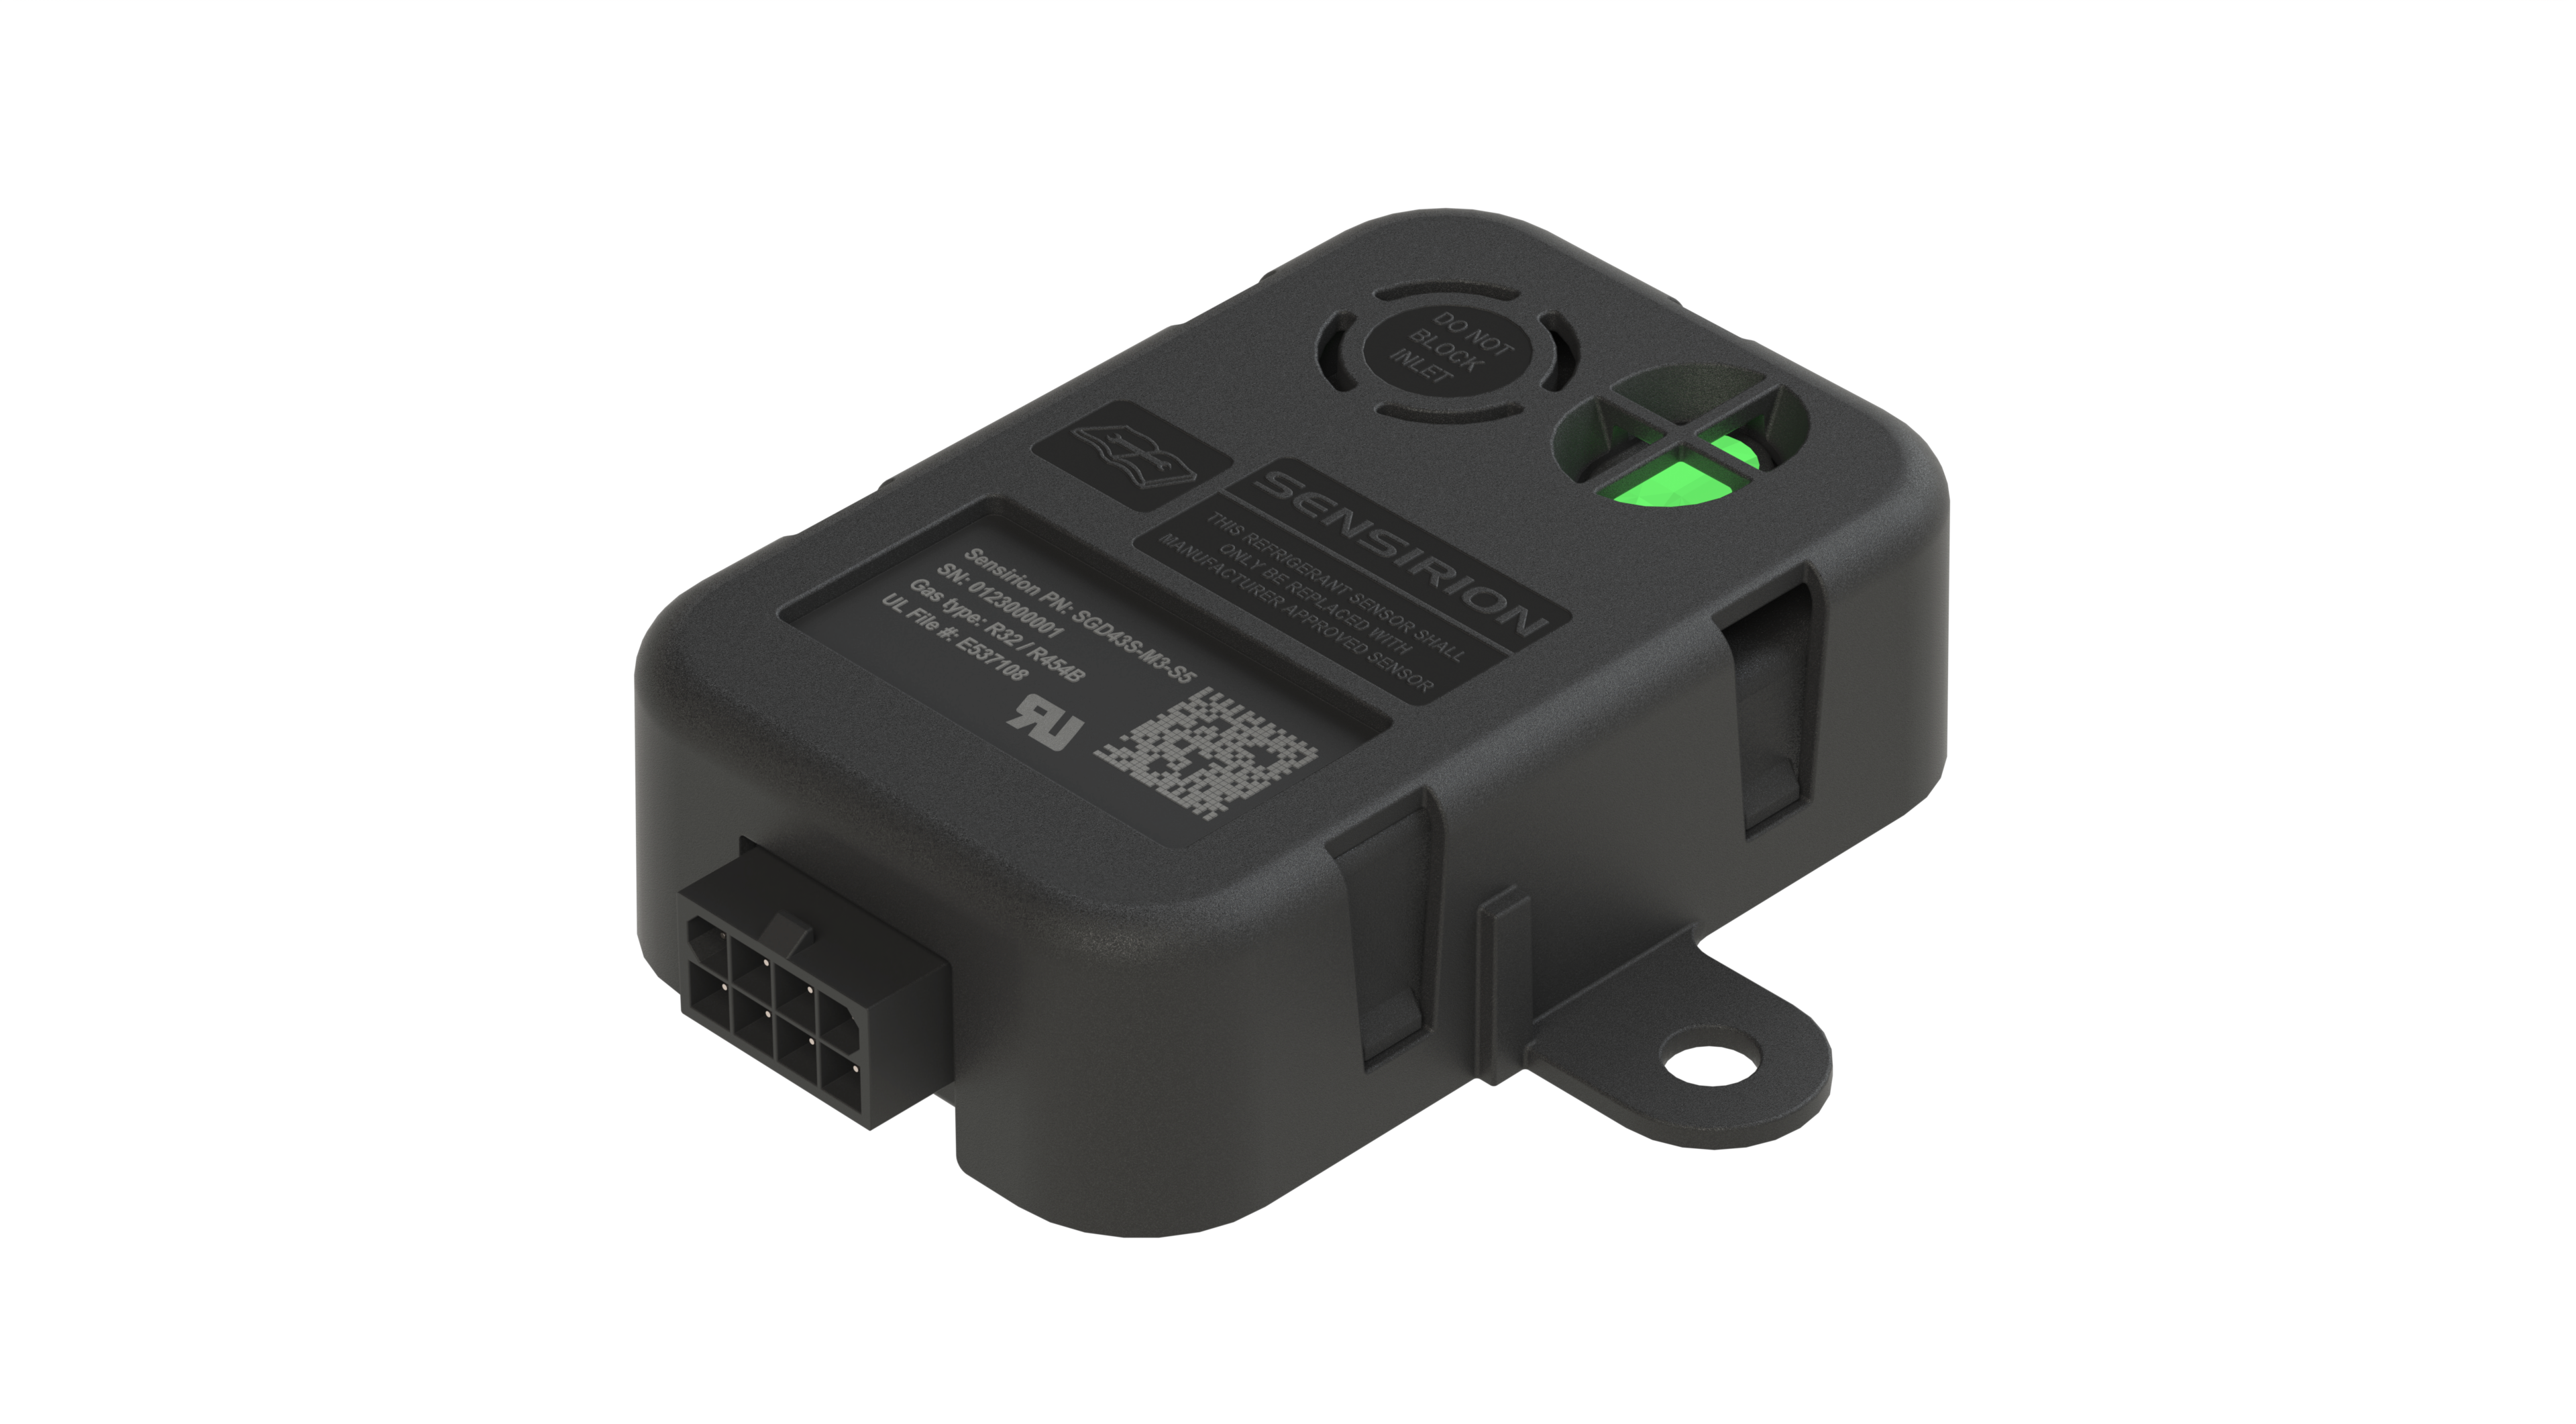 DO NOT
BLOCK
INLET
SENSIRION
THIS REFRIGERANT SENSOR SHALL
ONLY BE REPLACED WITH
MANUFACTURER APPROVED SENSOR
Sensirion PN: SGD43S-M3-S5
SN: 0123000001
Gas type: R32 / R454B
UL File #: E537108
RU